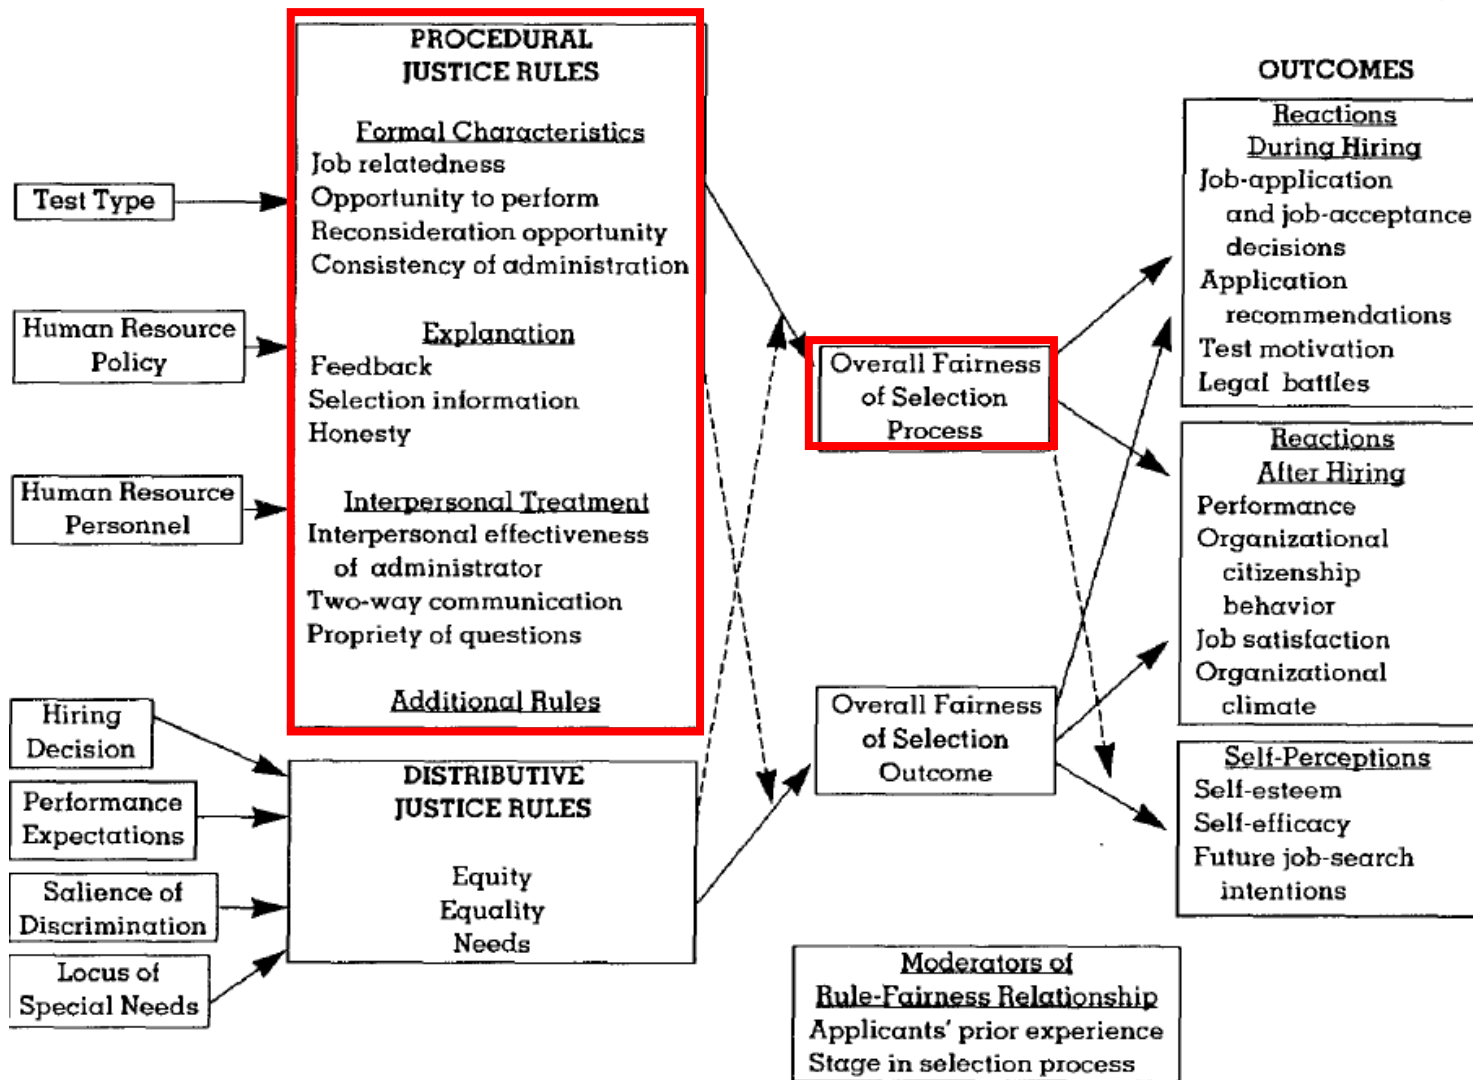 PROCEDURAL
JUSTICE RULES
Formal Characteristics
Job relatedness
Opportunity to perform
Reconsideration opportunity
Consistency of administration
Explanation
Feedback
Selection information
Honesty
Interpersonal Treatment
Interpersonal effectiveness
of administrator
Two-way communication
Propriety of questions
Additional Rules
Test Type
Human Resource
Policy
Human Resource
Personnel
Hiring
Decision
Performance
Expectations
Salience of
Discrimination
Locus of
Special Needs
DISTRIBUTIVE
JUSTICE RULES
Equity
Equality
Needs
Overall Fairness
of Selection
Process
Overall Fairness
of Selection
Outcome
OUTCOMES
Reactions
During Hiring
Job-application
and job-acceptance
decisions
Application
recommendations
Test motivation
Legal battles
Reactions
After Hiring
Performance
Organizational
citizenship
behavior
Job satisfaction
Organizational
climate
Self-Perceptions
Self-esteem
Self-efficacy
Future job-search
intentions
Moderators of
Rule-Fairness Relationship
Applicants' prior experience
Stage in selection process